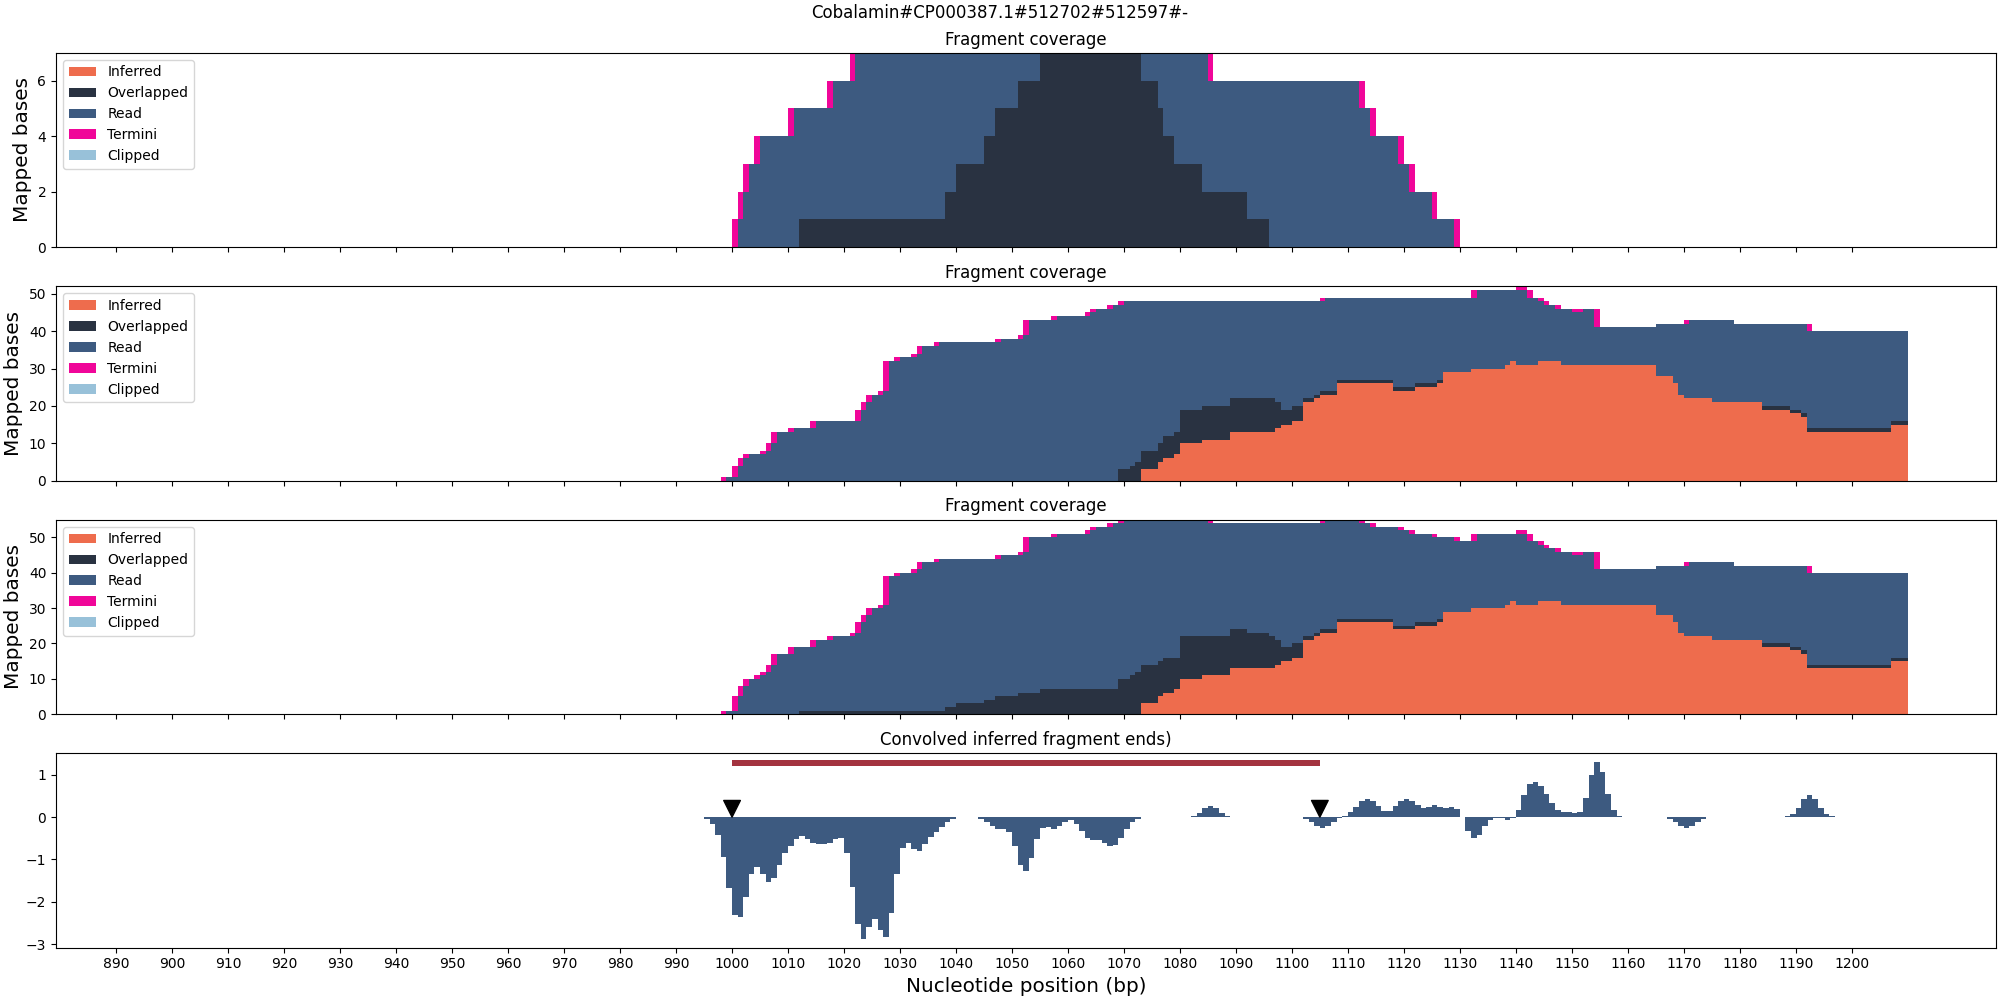 Cobalamin#CP000387.1#512702#512597#-
Fragment coverage
Mapped bases
6
4
2
0
Inferred
Overlapped
Read
Termini
Clipped
Fragment coverage
Mapped bases
50
40
30
20
10
0
Inferred
Overlapped
Read
Termini
Clipped
Fragment coverage
Mapped bases
50
40
30
20
10
0
Inferred
Overlapped
Read
Termini
Clipped
Convolved inferred fragment ends)
1
0
−1
−2
−3
890 900 910 920 930 940 950 960 970 980 990 1000 1010 1020 1030 1040 1050 1060 1070 1080 1090 1100 1110 1120 1130 1140 1150 1160 1170 1180 1190 1200
Nucleotide position (bp)